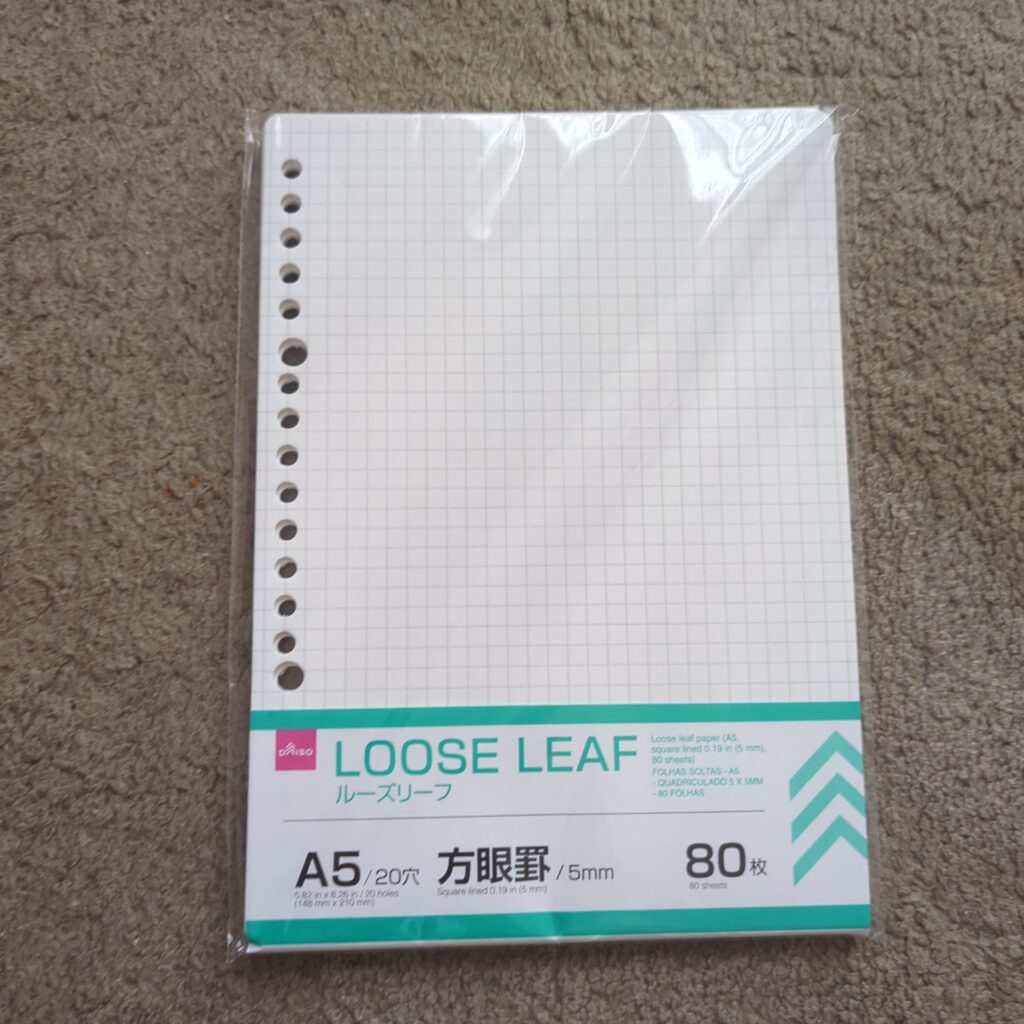 DAISO
LOOSE LEAF
ルーズリーフ
Loose leaf paper (A5,
square lined 0.19 in (5 mm),
80 sheets)
FOLHAS SOLTAS - A5
- QUADRICULADO 5 X 5MM
- 80 FOLHAS
A5/20穴
5.82 in x 8.26 in / 20 holes
(148 mm x 210 mm)
方眼罫/5mm
Square lined 0.19 in (5 mm)
80枚
80 sheets